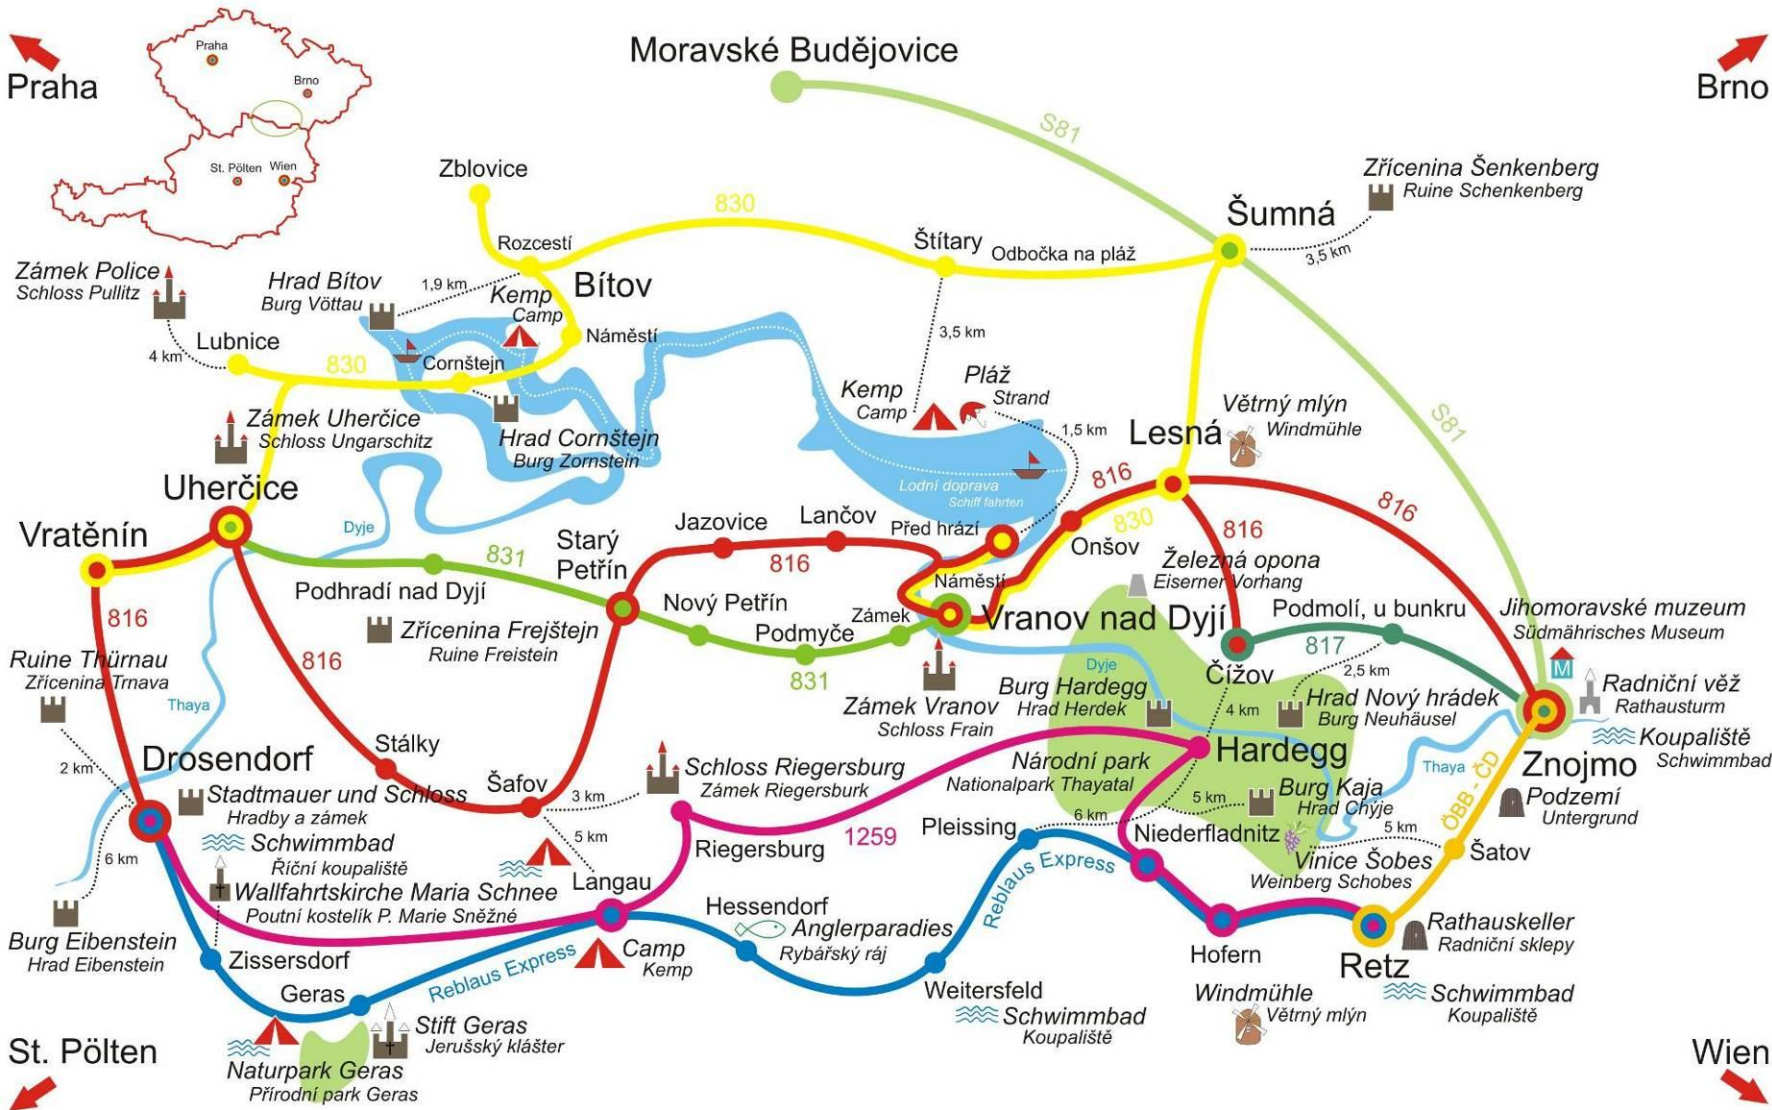 Praha
Praha
Brno
St. Pölten
Wien
Moravské Budějovice
Brno
S81
Zblovice
830
Zřícenina Šenkenberg
Ruine Schenkenberg
Šumná
3,5 km
Rozcestí
Štítary
Odbočka na pláž
Zámek Police
Schloss Pullitz
Hrad Bítov
Burg Vöttau
1,9 km
Kemp
Camp
Bítov
4 km
Lubnice
830
Cornštejn
Náměstí
3,5 km
Zámek Uherčice
Schloss Ungarschitz
Hrad Cornštejn
Burg Zornstein
Kemp
Camp
Pláž
Strand
1,5 km
Lesná
Větrný mlýn
Windmühle
S81
Uherčice
Lodní doprava
Schiff fahrten
816
816
Vratěnín
Dyje
Starý
Petřín
Jazovice
Lančov
816
Před hrází
830
Onšov
816
831
Podhradí nad Dyjí
Železná opona
Eiserner Vorhang
Nový Petřín
Podmyče
831
Zámek
Náměstí
Vranov nad Dyjí
Podmolí, u bunkru
817
Jihomoravské muzeum
Südmährisches Museum
M
816
816
Zřícenina Frejštejn
Ruine Freistein
Ruine Thürnau
Zřícenina Trnava
Thaya
Dyje
Čížov
2,5 km
Zámek Vranov
Schloss Frain
Burg Hardegg
Hrad Herdek
4 km
Hrad Nový hrádek
Burg Neuhäusel
Radniční věž
Rathausturm
Koupaliště
Schwimmbad
2 km
Drosendorf
Stálky
Šafov
3 km
5 km
Schloss Riegersburg
Zámek Riegersburk
Národní park
Nationalpark Thayatal
Hardegg
Thaya
Znojmo
Podzemí
Untergrund
Stadtmauer und Schloss
Hradby a zámek
Schwimmbad
Říční koupaliště
6 km
Riegersburg
1259
Pleissing
6 km
5 km
Burg Kaja
Hrad Chýje
Niederfladnitz
5 km
ÖBB - ČD
Šatov
Vinice Šobes
Weinberg Schobes
Wallfahrtskirche Maria Schnee
Poutní kostelík P. Marie Sněžné
Langau
Burg Eibenstein
Hrad Eibenstein
Zissersdorf
Reblaus Express
Camp
Kemp
Hessendorf
Anglerparadies
Rybářský ráj
Reblaus Express
Hofern
Retz
Rathauskeller
Radniční sklepy
Geras
Weitersfeld
Schwimmbad
Koupaliště
Windmühle
Větrný mlýn
Schwimmbad
Koupaliště
Stift Geras
Jerušský klášter
Naturpark Geras
Přírodní park Geras
St. Pölten
Wien